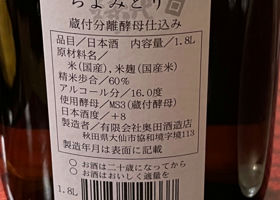 ちよみどり
蔵付分離酵母仕込み
品目／日本酒　内容量／1.8L
原材料名／
米(国産)、米麹(国産米)
精米歩合／60%
アルコール分／16.0度
使用酵母／MS3(蔵付酵母)
日本酒度／＋8
製造者／有限会社奥田酒造店
秋田県大仙市協和境字境113
製造年月は表面に記載
○お酒は二十歳になってから
○お酒はおいしく適量を
1.8L